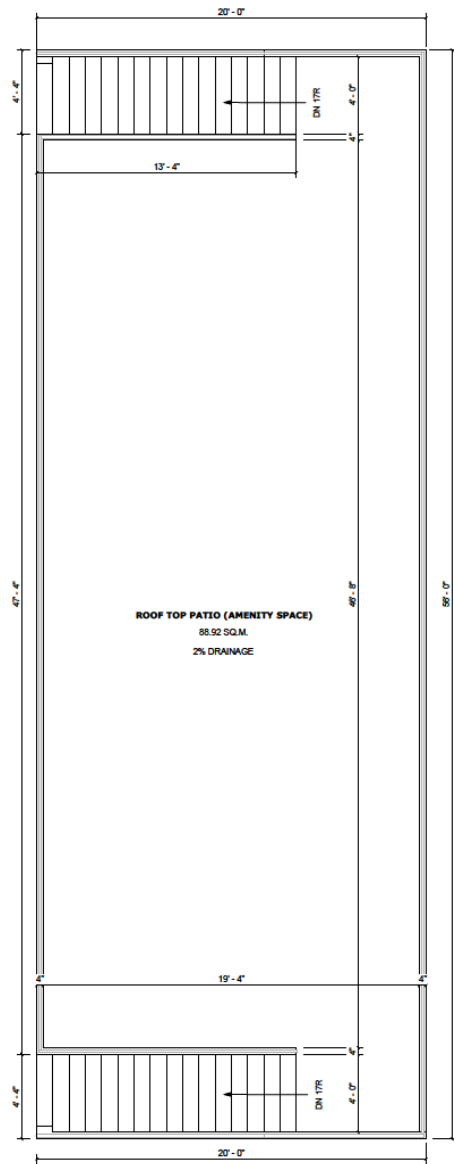 20' - 0"
4' - 4"
DN 17R
4' - 0"
4"
13' - 4"
47' - 4"
46' - 8"
56' - 0"
ROOF TOP PATIO (AMENITY SPACE)
88.92 SQ.M.
2% DRAINAGE
4"
19' - 4"
4"
4"
4' - 4"
DN 17R
4' - 0"
20' - 0"